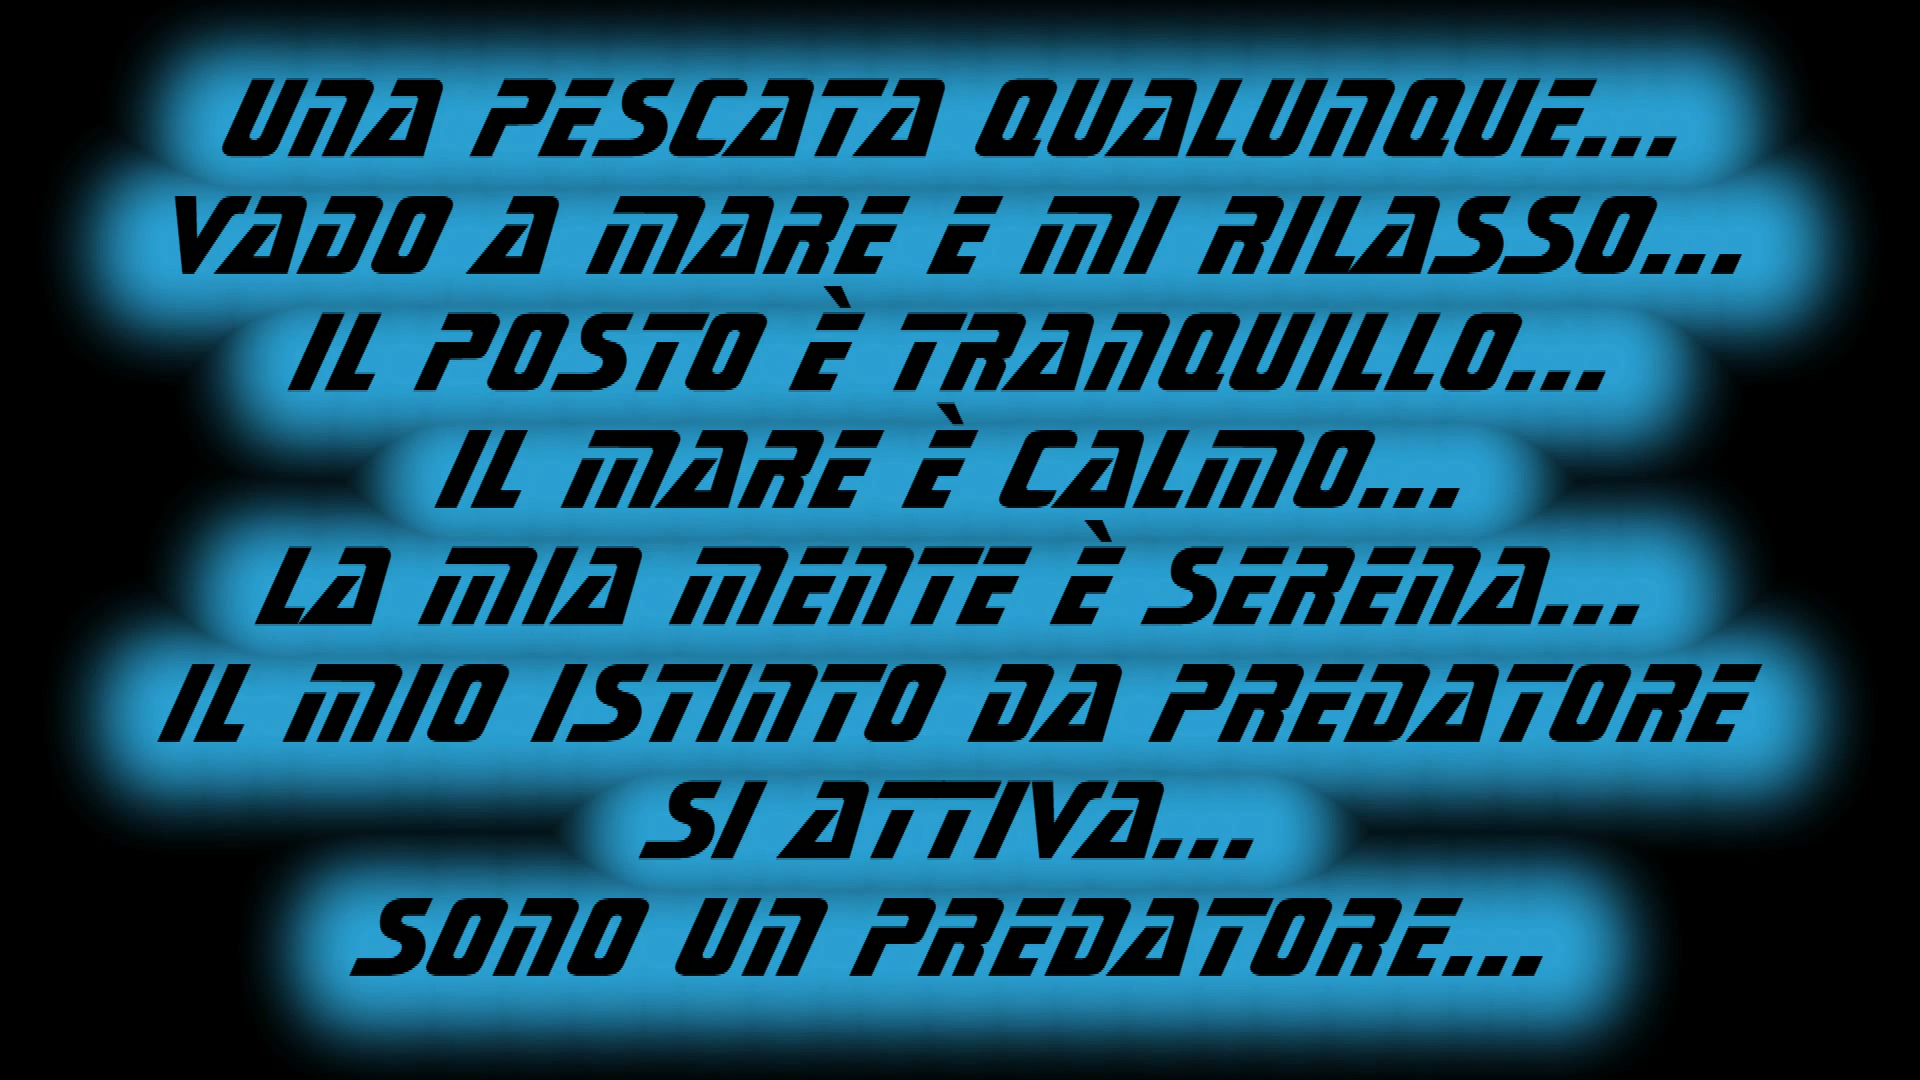 UNA PESCATA QUALUNQUE...
VADO A MARE E MI RILASSO...
IL POSTO È TRANQUILLO...
IL MARE È CALMO...
LA MIA MENTE È SERENA...
IL MIO ISTINTO DA PREDATORE
SI ATTIVA...
SONO UN PREDATORE...